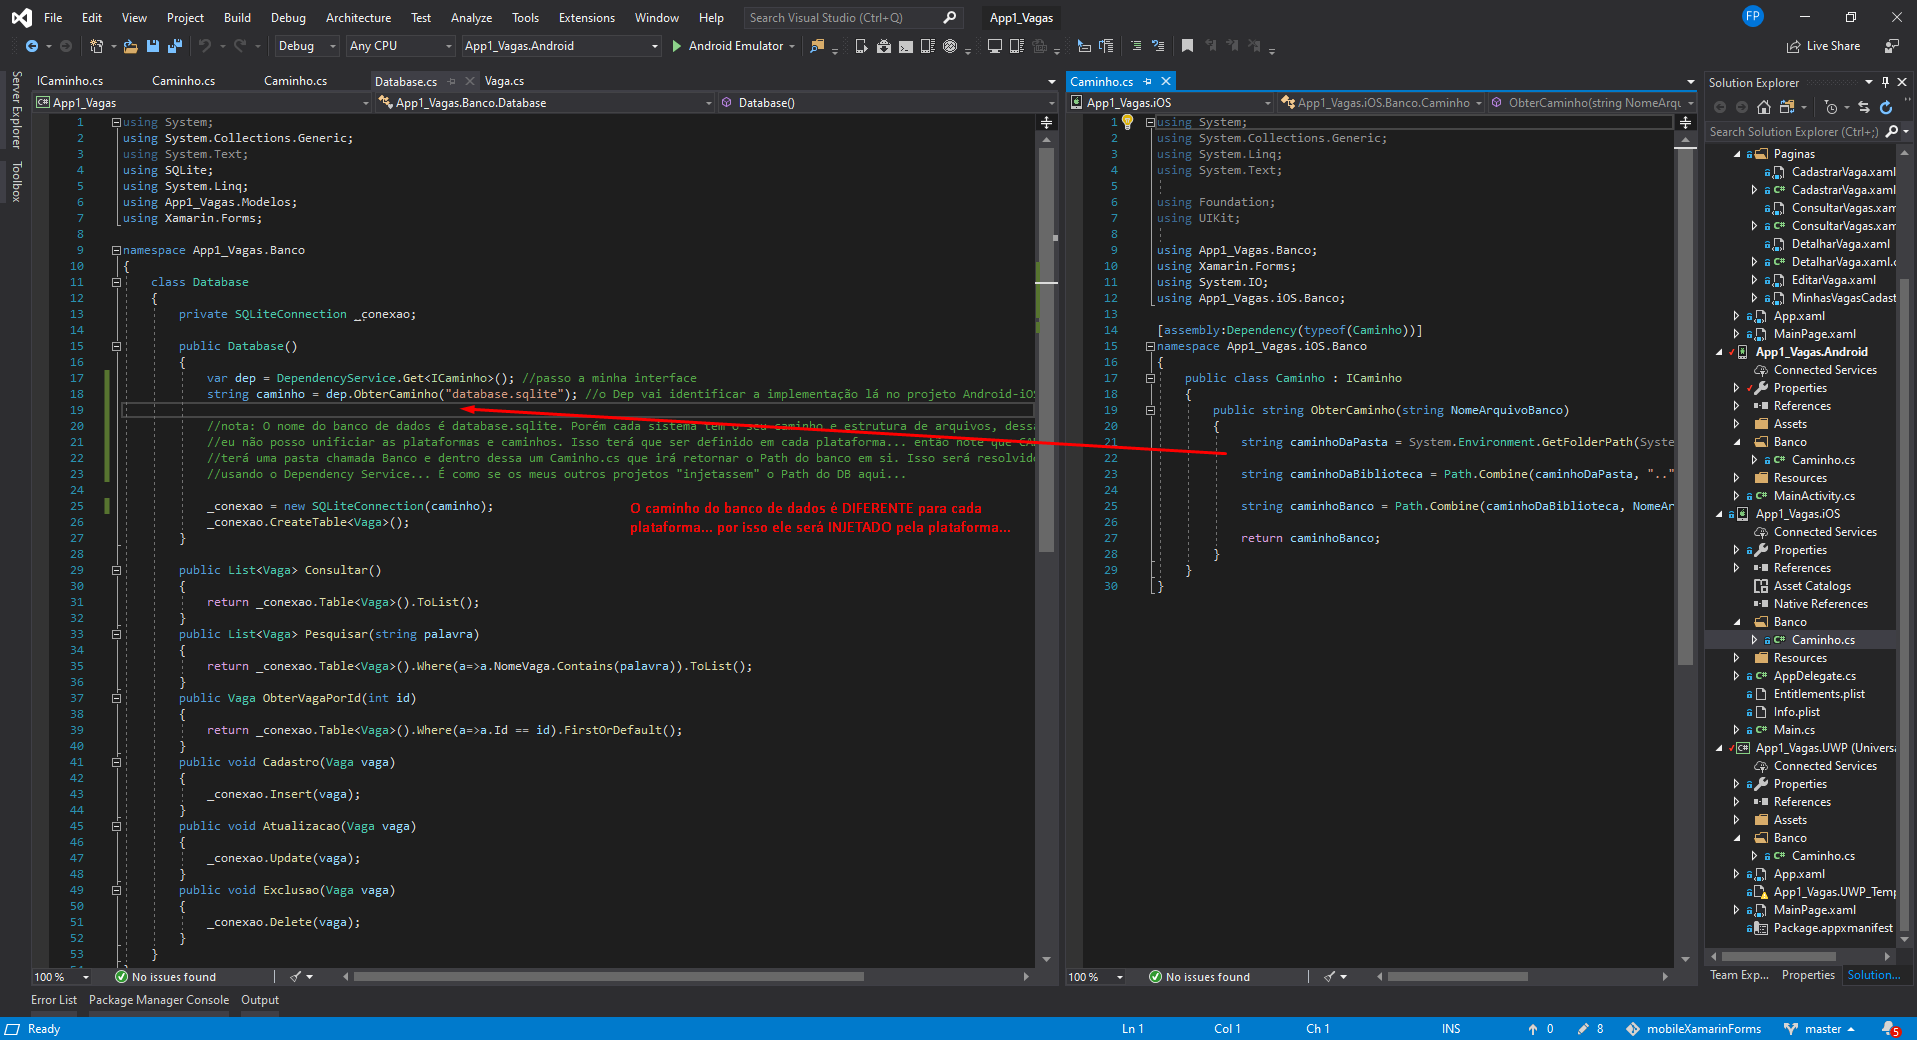 File Edit View Project Build Debug Architecture Test Analyze Tools Extensions Window Help Search Visual Studio (Ctrl+Q) App1_Vagas FP
Debug Any CPU App1_Vagas.Android Android Emulator Live Share
Server Explorer
Toolbox
ICaminho.cs Caminho.cs Caminho.cs Database.cs Vaga.cs
App1_Vagas App1_Vagas.Banco.Database Database()
1 using System;
2 using System.Collections.Generic;
3 using System.Text;
4 using SQLite;
5 using System.Linq;
6 using App1_Vagas.Modelos;
7 using Xamarin.Forms;
8
9 namespace App1_Vagas.Banco
10 {
11 class Database
12 {
13 private SQLiteConnection _conexao;
14
15 public Database()
16 {
17 var dep = DependencyService.Get<ICaminho>(); //passo a minha interface
18 string caminho = dep.ObterCaminho("database.sqlite"); //o Dep vai identificar a implementação lá no projeto Android-iOS
19
20 //nota: O nome do banco de dados é database.sqlite. Porém cada sistema tem o seu caminho e estrutura de arquivos, dess
21 //eu não posso unificiar as plataformas e caminhos. Isso terá que ser definido em cada plataforma... então note que CA
22 //terá uma pasta chamada Banco e dentro dessa um Caminho.cs que irá retornar o Path do banco em si. Isso será resolvid
23 //usando o Dependency Service... É como se os meus outros projetos "injetassem" o Path do DB aqui...
24
25 _conexao = new SQLiteConnection(caminho);
26 _conexao.CreateTable<Vaga>();
27 }
28
29 public List<Vaga> Consultar()
30 {
31 return _conexao.Table<Vaga>().ToList();
32 }
33 public List<Vaga> Pesquisar(string palavra)
34 {
35 return _conexao.Table<Vaga>().Where(a=>a.NomeVaga.Contains(palavra)).ToList();
36 }
37 public Vaga ObterVagaPorId(int id)
38 {
39 return _conexao.Table<Vaga>().Where(a=>a.Id == id).FirstOrDefault();
40 }
41 public void Cadastro(Vaga vaga)
42 {
43 _conexao.Insert(vaga);
44 }
45 public void Atualizacao(Vaga vaga)
46 {
47 _conexao.Update(vaga);
48 }
49 public void Exclusao(Vaga vaga)
50 {
51 _conexao.Delete(vaga);
52 }
53 }
O caminho do banco de dados é DIFERENTE para cada
plataforma... por isso ele será INJETADO pela plataforma...
100 % No issues found
Caminho.cs
App1_Vagas.iOS App1_Vagas.iOS.Banco.Caminho ObterCaminho(string NomeArqu
1 using System;
2 using System.Collections.Generic;
3 using System.Linq;
4 using System.Text;
5
6 using Foundation;
7 using UIKit;
8
9 using App1_Vagas.Banco;
10 using Xamarin.Forms;
11 using System.IO;
12 using App1_Vagas.iOS.Banco;
13
14 [assembly:Dependency(typeof(Caminho))]
15 namespace App1_Vagas.iOS.Banco
16 {
17 public class Caminho : ICaminho
18 {
19 public string ObterCaminho(string NomeArquivoBanco)
20 {
21 string caminhoDaPasta = System.Environment.GetFolderPath(Syste
22
23 string caminhoDaBiblioteca = Path.Combine(caminhoDaPasta, ".."
24
25 string caminhoBanco = Path.Combine(caminhoDaBiblioteca, NomeAr
26
27 return caminhoBanco;
28 }
29 }
30 }
100 % No issues found
Solution Explorer
Search Solution Explorer (Ctrl+;)
Paginas
CadastrarVaga.xaml
CadastrarVaga.xaml
ConsultarVagas.xam
ConsultarVagas.xam
DetalharVaga.xaml
DetalharVaga.xaml.c
EditarVaga.xaml
MinhasVagasCadast
App.xaml
MainPage.xaml
App1_Vagas.Android
Connected Services
Properties
References
Assets
Banco
Caminho.cs
Resources
MainActivity.cs
App1_Vagas.iOS
Connected Services
Properties
References
Asset Catalogs
Native References
Banco
Caminho.cs
Resources
AppDelegate.cs
Entitlements.plist
Info.plist
Main.cs
App1_Vagas.UWP (Universa
Connected Services
Properties
References
Assets
Banco
Caminho.cs
App.xaml
App1_Vagas.UWP_Temp
MainPage.xaml
Package.appxmanifest
Team Exp... Properties Solution...
Error List Package Manager Console Output
Ready Ln 1 Col 1 Ch 1 INS 0 8 mobileXamarinForms master 5